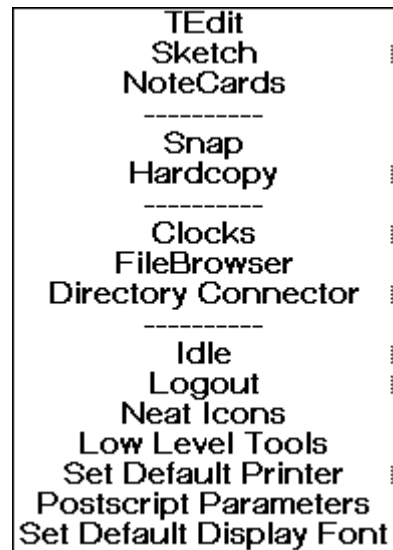 TEdit
Sketch
NoteCards
----------
Snap
Hardcopy
----------
Clocks
FileBrowser
Directory Connector
----------
Idle
Logout
Neat Icons
Low Level Tools
Set Default Printer
Postscript Parameters
Set Default Display Font